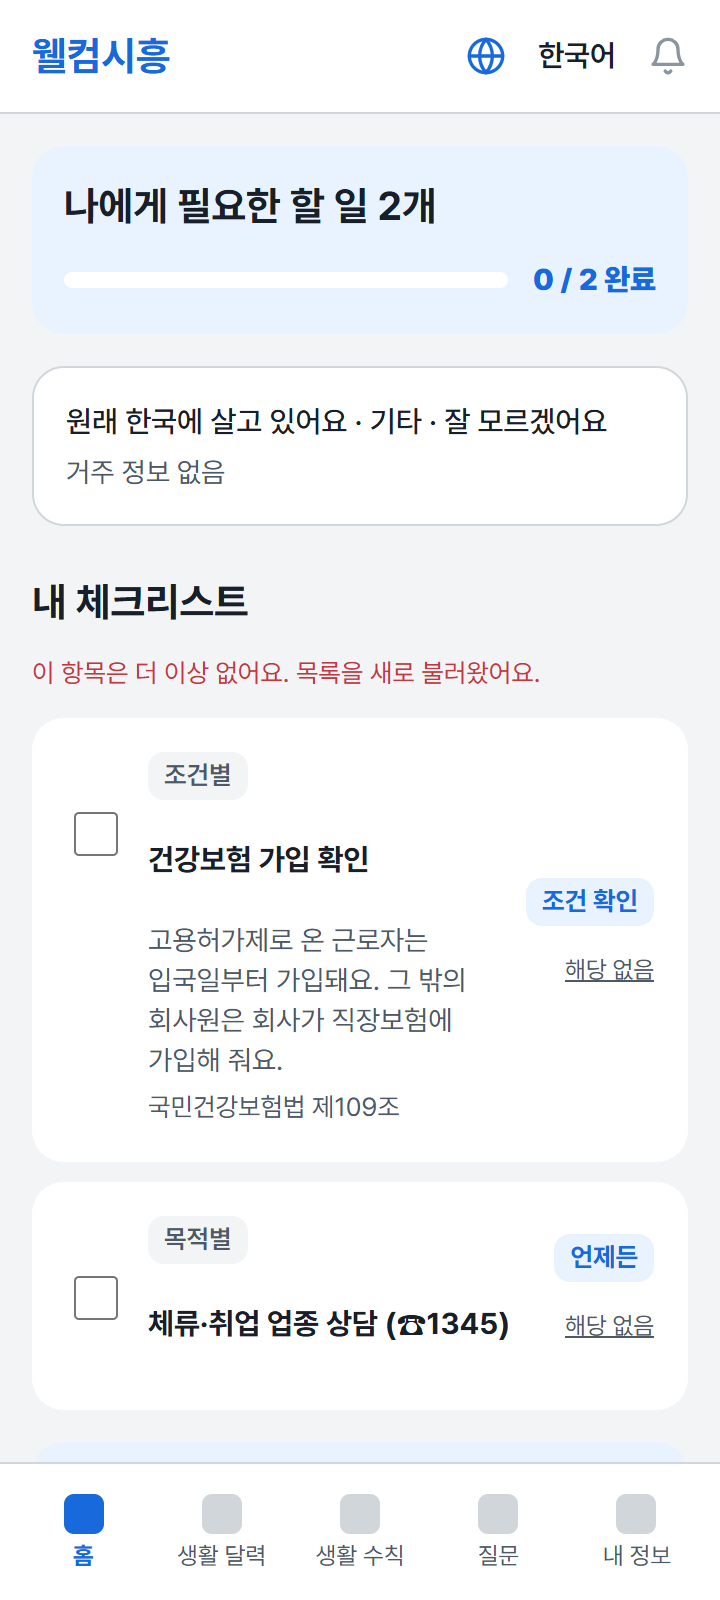 웰컴시흥
한국어
나에게 필요한 할 일 2개
0 / 2 완료
원래 한국에 살고 있어요 · 기타 · 잘 모르겠어요
거주 정보 없음
내 체크리스트
이 항목은 더 이상 없어요. 목록을 새로 불러왔어요.
조건별
건강보험 가입 확인
고용허가제로 온 근로자는
입국일부터 가입돼요. 그 밖의
회사원은 회사가 직장보험에
가입해 줘요.
국민건강보험법 제109조
조건 확인
해당 없음
목적별
체류·취업 업종 상담 (☎1345)
언제든
해당 없음
홈
생활 달력
생활 수칙
질문
내 정보